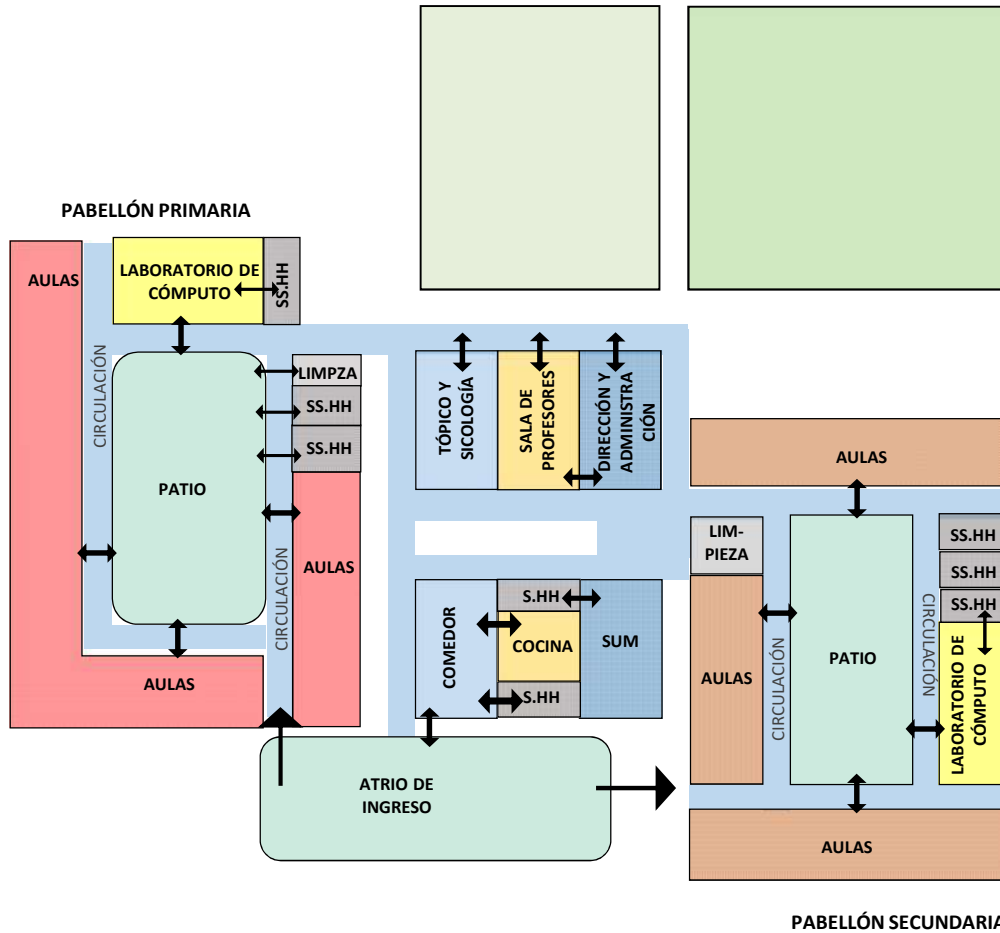 PABELLÓN PRIMARIA
AULAS
LABORATORIO DE
CÓMPUTO
SS.HH
CIRCULACIÓN
PATIO
LIMPZA
SS.HH
SS.HH
AULAS
CIRCULACIÓN
AULAS
TÓPICO Y
SICOLOGÍA
SALA DE
PROFESORES
DIRECCIÓN Y
ADMINISTRA
CIÓN
COMEDOR
S.HH
COCINA
S.HH
SUM
ATRIO DE
INGRESO
AULAS
LIM-
PIEZA
AULAS
CIRCULACIÓN
PATIO
CIRCULACIÓN
SS.HH
SS.HH
SS.HH
LABORATORIO DE
CÓMPUTO
AULAS
PABELLÓN SECUNDARIA